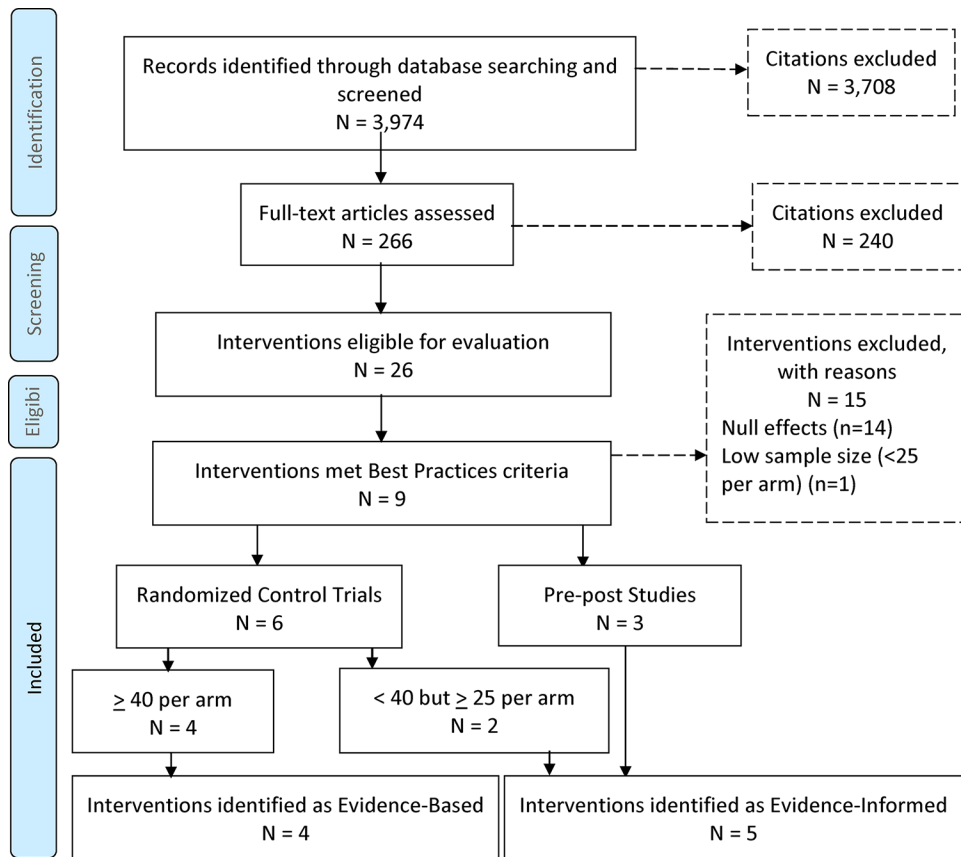 Identification
Records identified through database searching and
screened
N = 3,974
Citations excluded
N = 3,708
Full-text articles assessed
N = 266
Citations excluded
N = 240
Screening
Interventions eligible for evaluation
N = 26
Interventions excluded,
with reasons
N = 15
Null effects (n=14)
Low sample size (<25
per arm) (n=1)
Eligibi
Interventions met Best Practices criteria
N = 9
Included
Randomized Control Trials
N = 6
Pre-post Studies
N = 3
≥ 40 per arm
N = 4
< 40 but ≥ 25 per arm
N = 2
Interventions identified as Evidence-Based
N = 4
Interventions identified as Evidence-Informed
N = 5